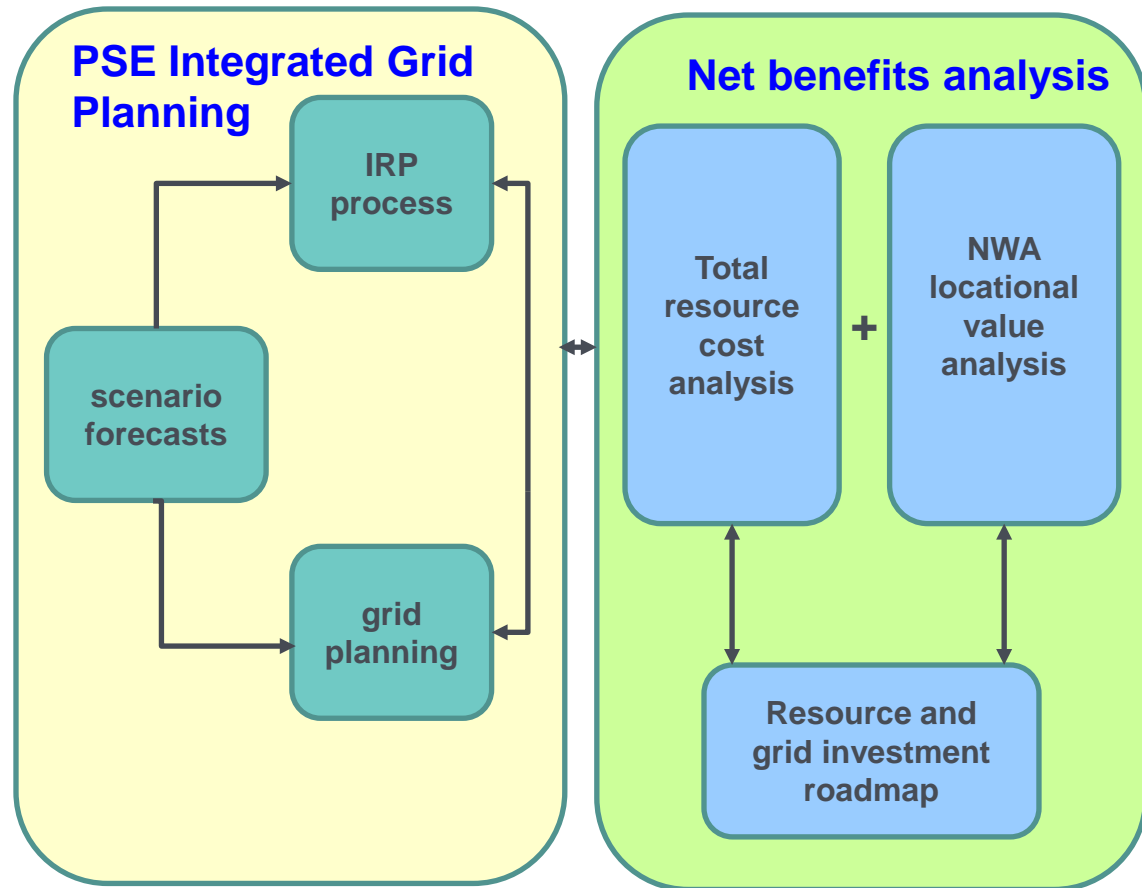 PSE Integrated Grid
Planning
IRP
process
scenario
forecasts
grid
planning
Net benefits analysis
Total
resource
cost
analysis
+
NWA
locational
value
analysis
Resource and
grid investment
roadmap